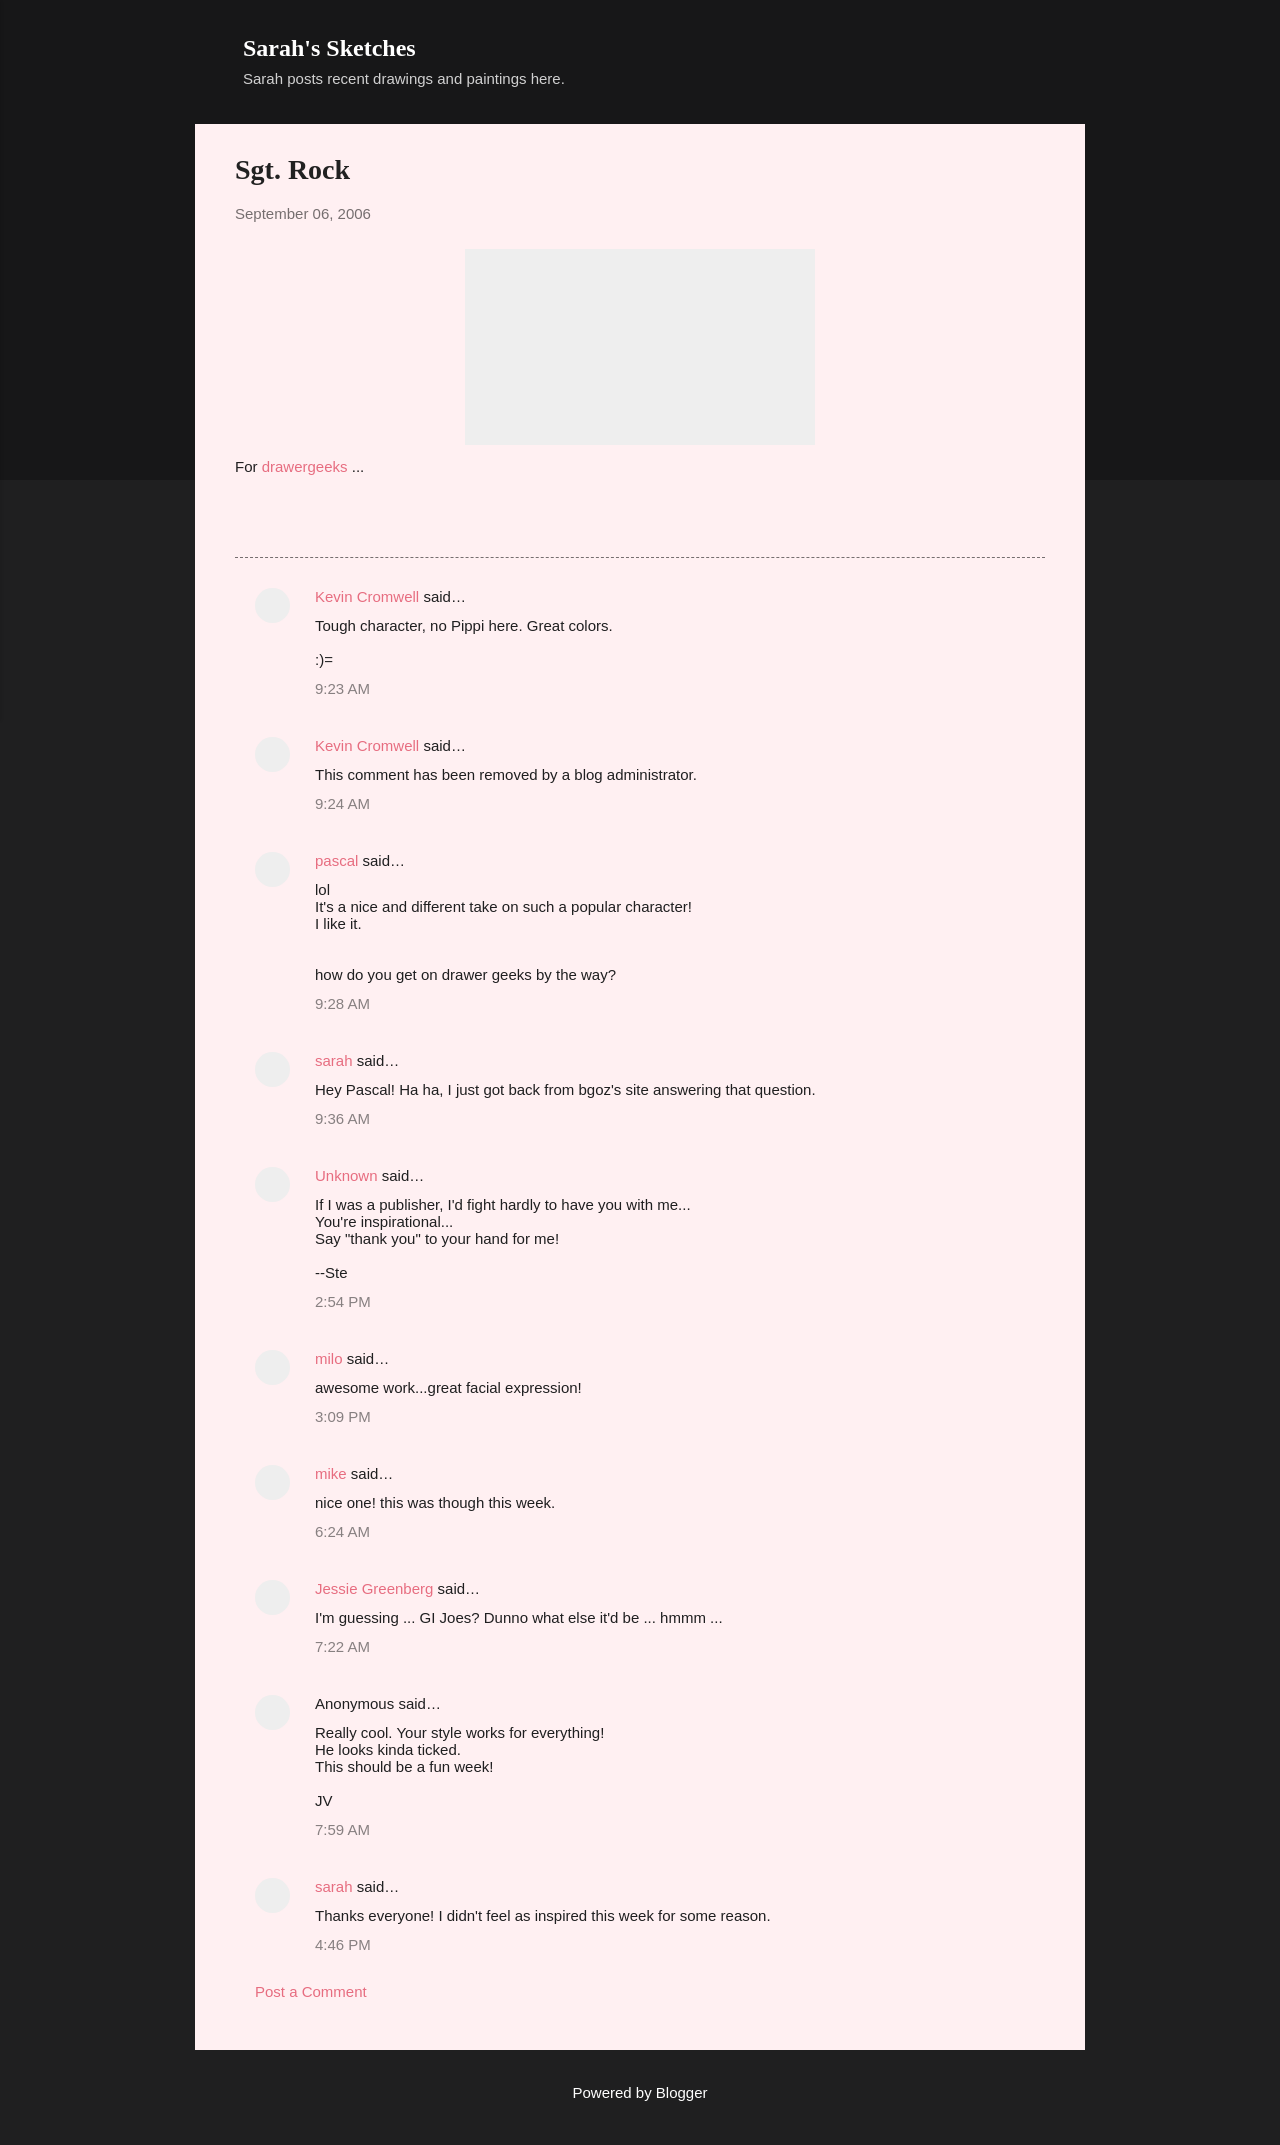 Sarah's Sketches
Sarah posts recent drawings and paintings here.
Sgt. Rock
September 06, 2006
For drawergeeks ...
Kevin Cromwell said…
Tough character, no Pippi here. Great colors.
:)=
9:23 AM
Kevin Cromwell said…
This comment has been removed by a blog administrator.
9:24 AM
pascal said…
lol
It's a nice and different take on such a popular character!
I like it.
how do you get on drawer geeks by the way?
9:28 AM
sarah said…
Hey Pascal! Ha ha, I just got back from bgoz's site answering that question.
9:36 AM
Unknown said…
If I was a publisher, I'd fight hardly to have you with me...
You're inspirational...
Say "thank you" to your hand for me!
--Ste
2:54 PM
milo said…
awesome work...great facial expression!
3:09 PM
mike said…
nice one! this was though this week.
6:24 AM
Jessie Greenberg said…
I'm guessing ... GI Joes? Dunno what else it'd be ... hmmm ...
7:22 AM
Anonymous said…
Really cool. Your style works for everything!
He looks kinda ticked.
This should be a fun week!
JV
7:59 AM
sarah said…
Thanks everyone! I didn't feel as inspired this week for some reason.
4:46 PM
Post a Comment
Powered by Blogger